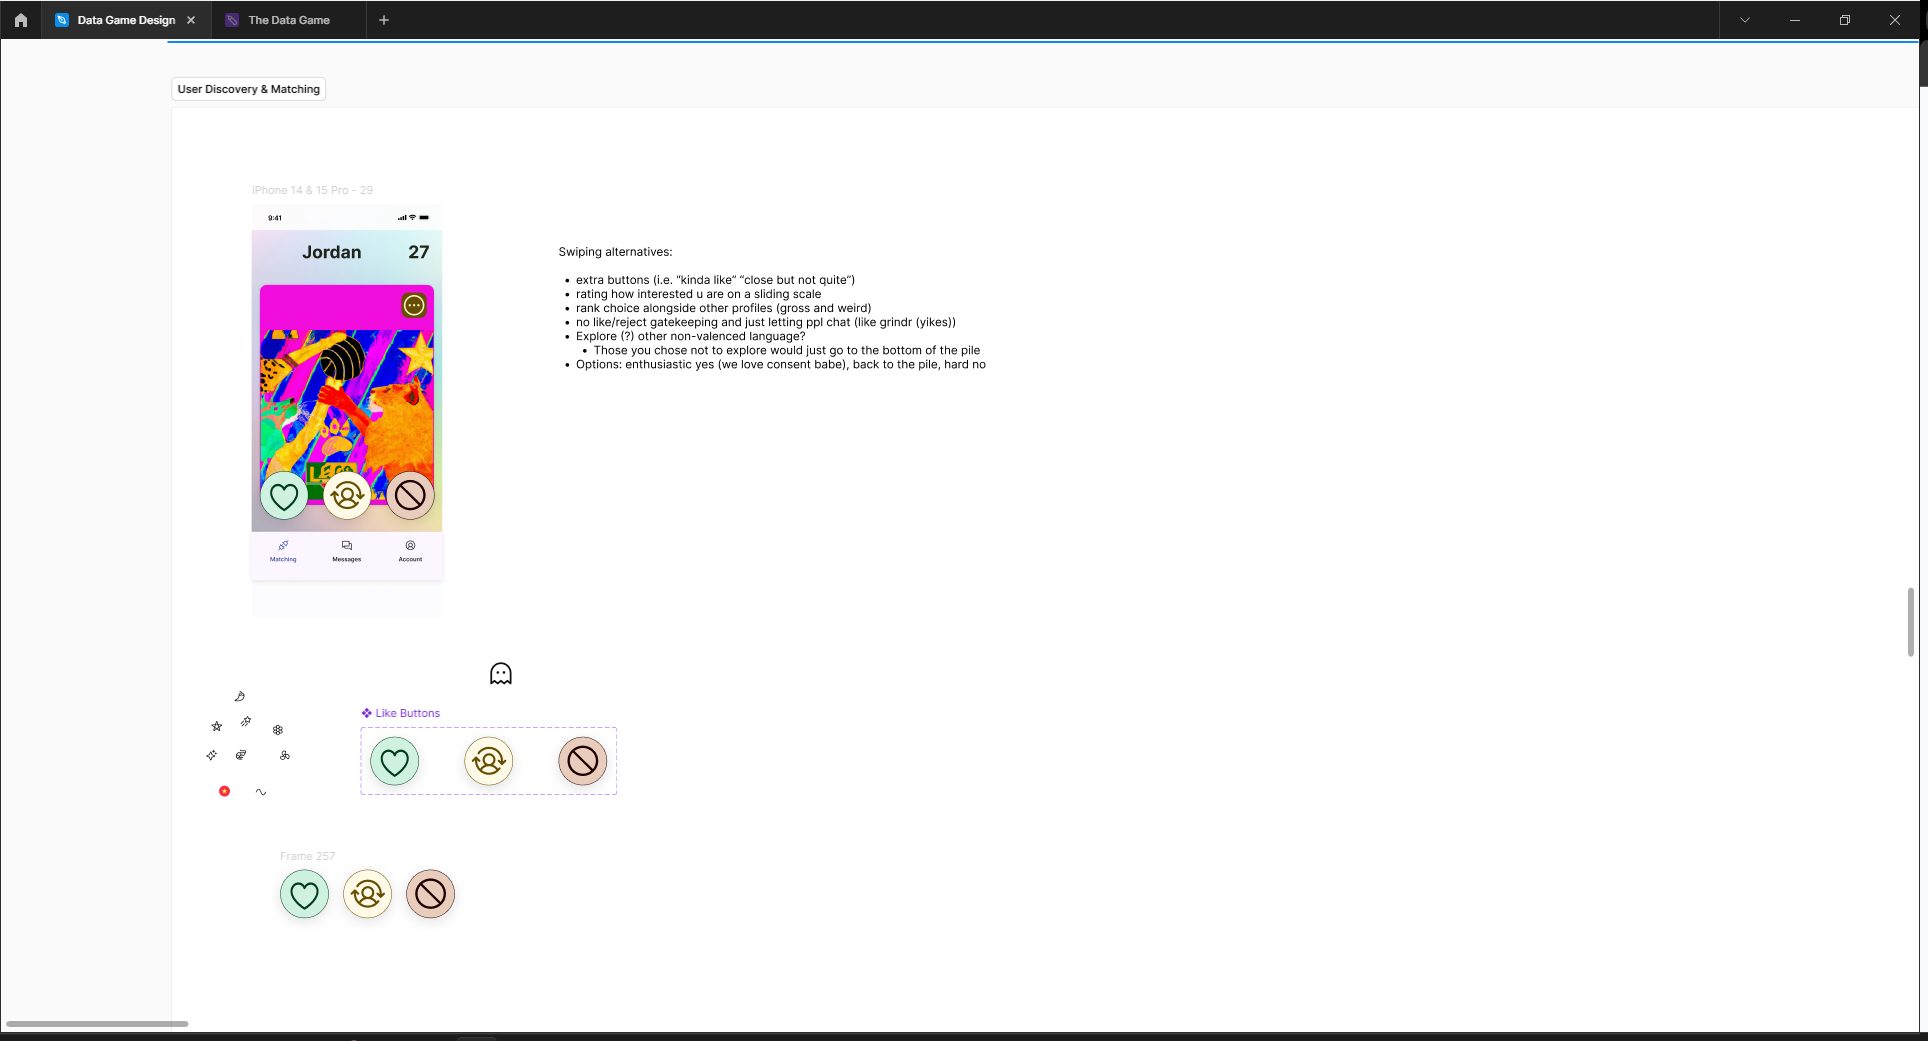 Data Game Design
The Data Game
User Discovery & Matching
iPhone 14 & 15 Pro - 29
9:41
Jordan 27
Swiping alternatives:
• extra buttons (i.e. “kinda like” “close but not quite”)
• rating how interested u are on a sliding scale
• rank choice alongside other profiles (gross and weird)
• no like/reject gatekeeping and just letting ppl chat (like grindr (yikes))
• Explore (?) other non-valenced language?
• Those you chose not to explore would just go to the bottom of the pile
• Options: enthusiastic yes (we love consent babe), back to the pile, hard no
Matching
Messages
Account
Like Buttons
Frame 257